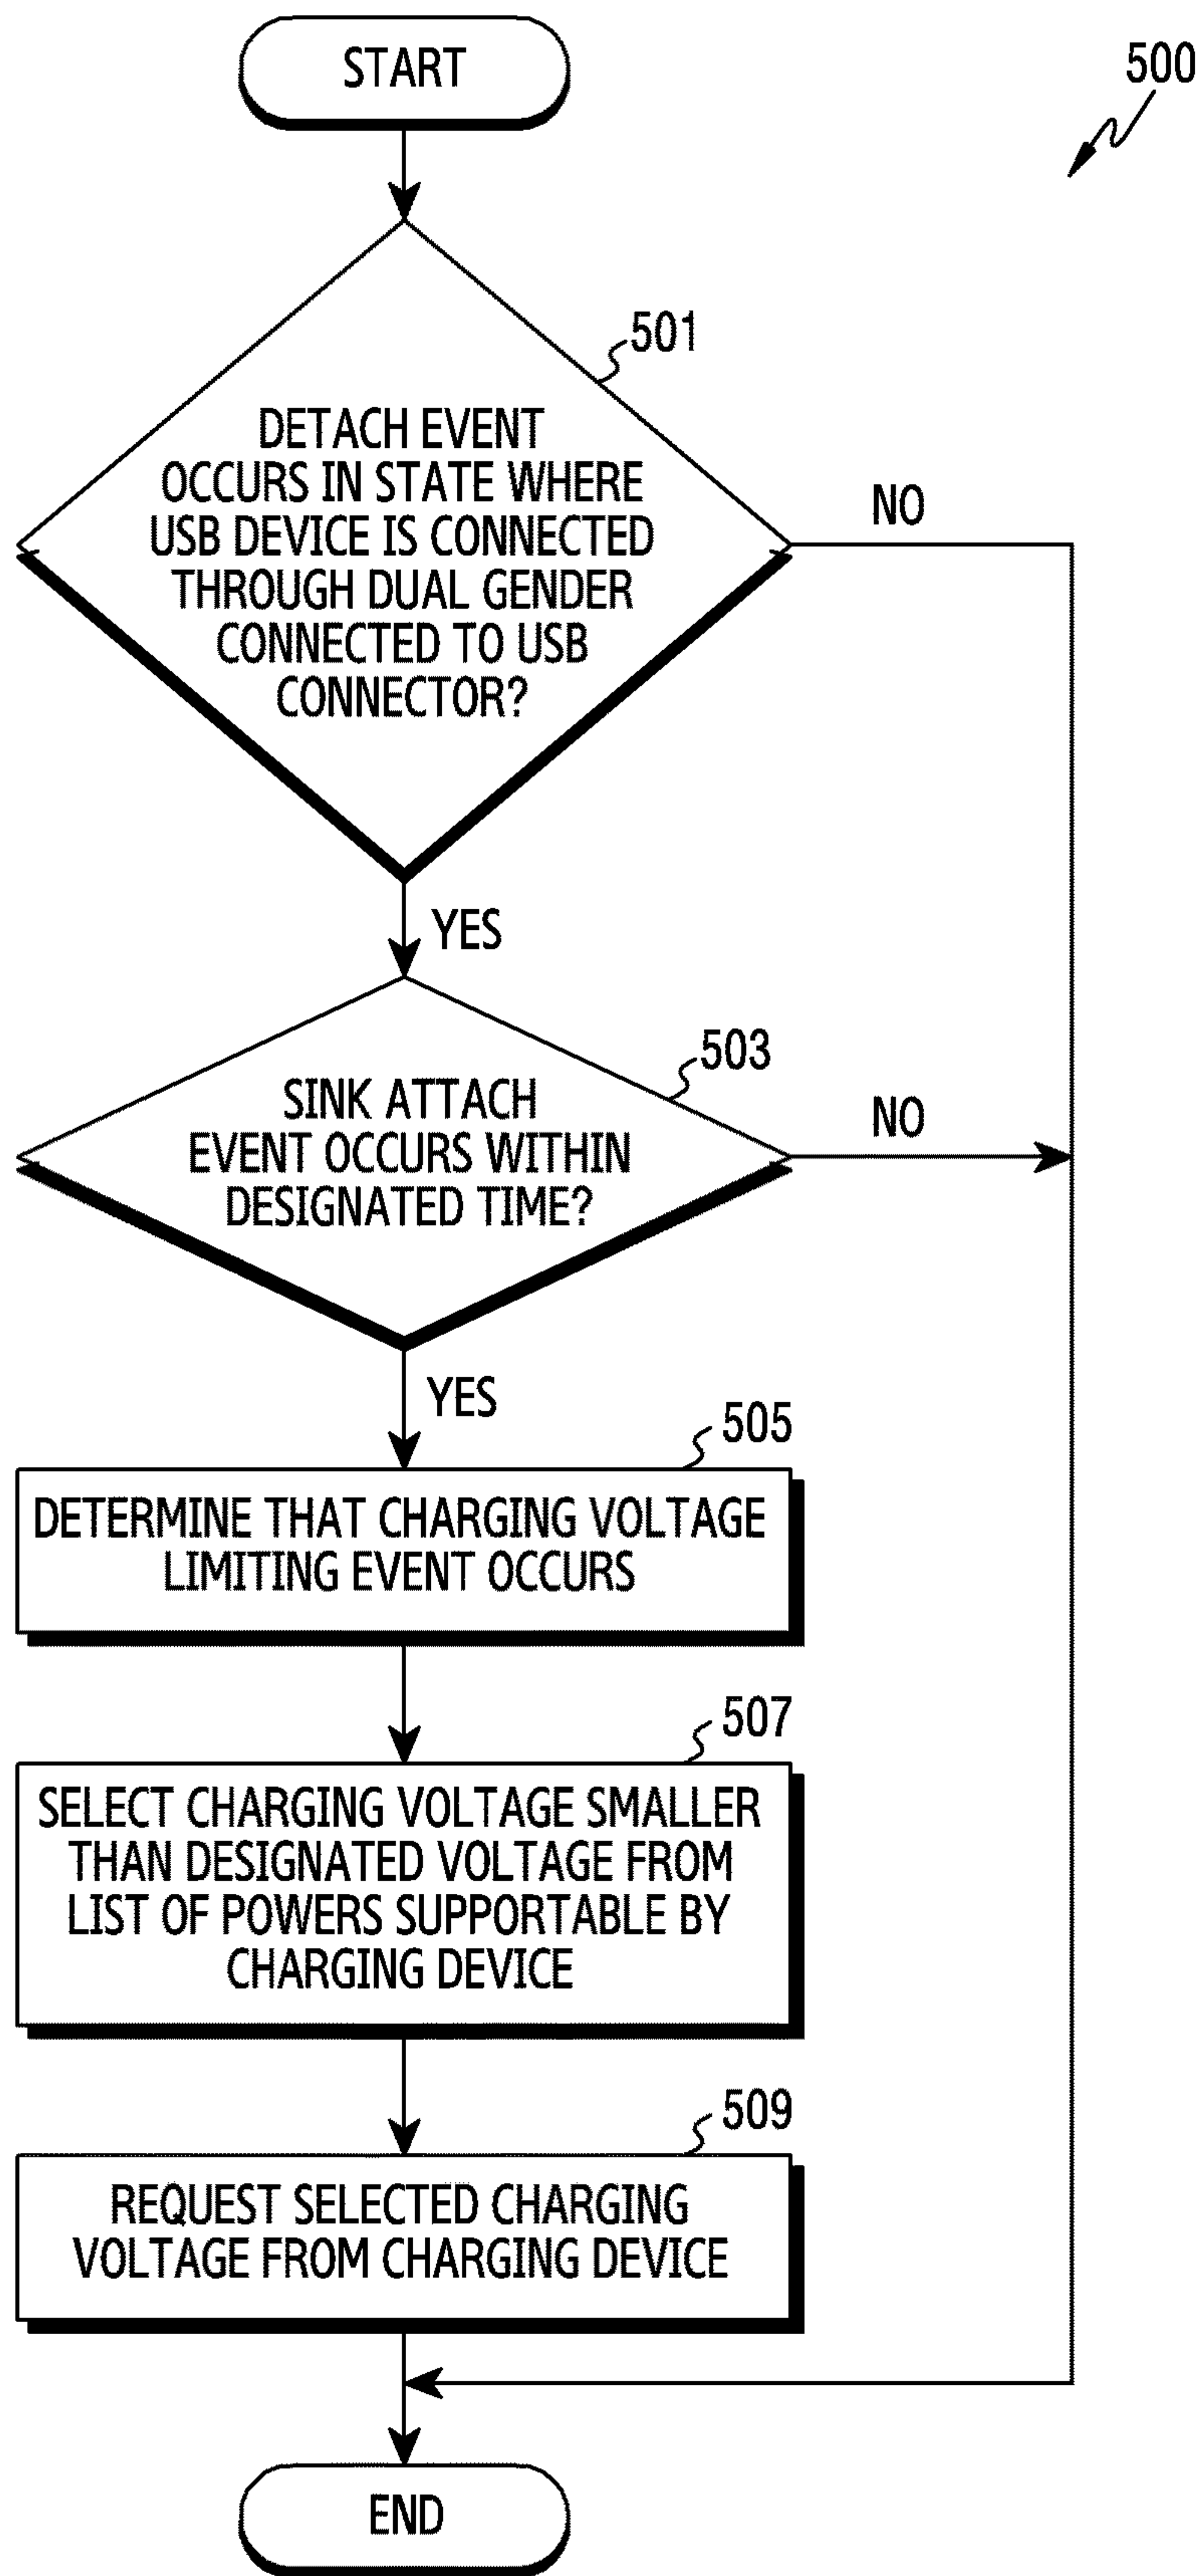 START
500
501
DETACH EVENT
OCCURS IN STATE WHERE
USB DEVICE IS CONNECTED
THROUGH DUAL GENDER
CONNECTED TO USB
CONNECTOR?
NO
YES
503
SINK ATTACH
EVENT OCCURS WITHIN
DESIGNATED TIME?
NO
YES
505
DETERMINE THAT CHARGING VOLTAGE
LIMITING EVENT OCCURS
507
SELECT CHARGING VOLTAGE SMALLER
THAN DESIGNATED VOLTAGE FROM
LIST OF POWERS SUPPORTABLE BY
CHARGING DEVICE
509
REQUEST SELECTED CHARGING
VOLTAGE FROM CHARGING DEVICE
END